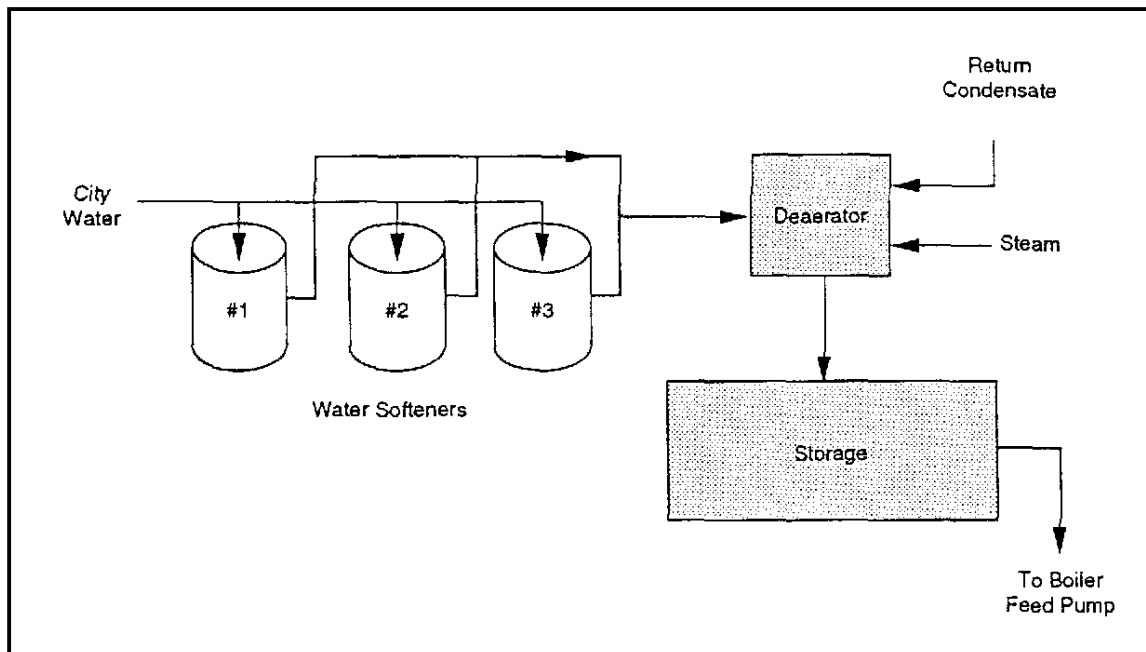 Return
Condensate
City
Water
Deaerator
Steam
#1
#2
#3
Water Softeners
Storage
To Boiler
Feed Pump